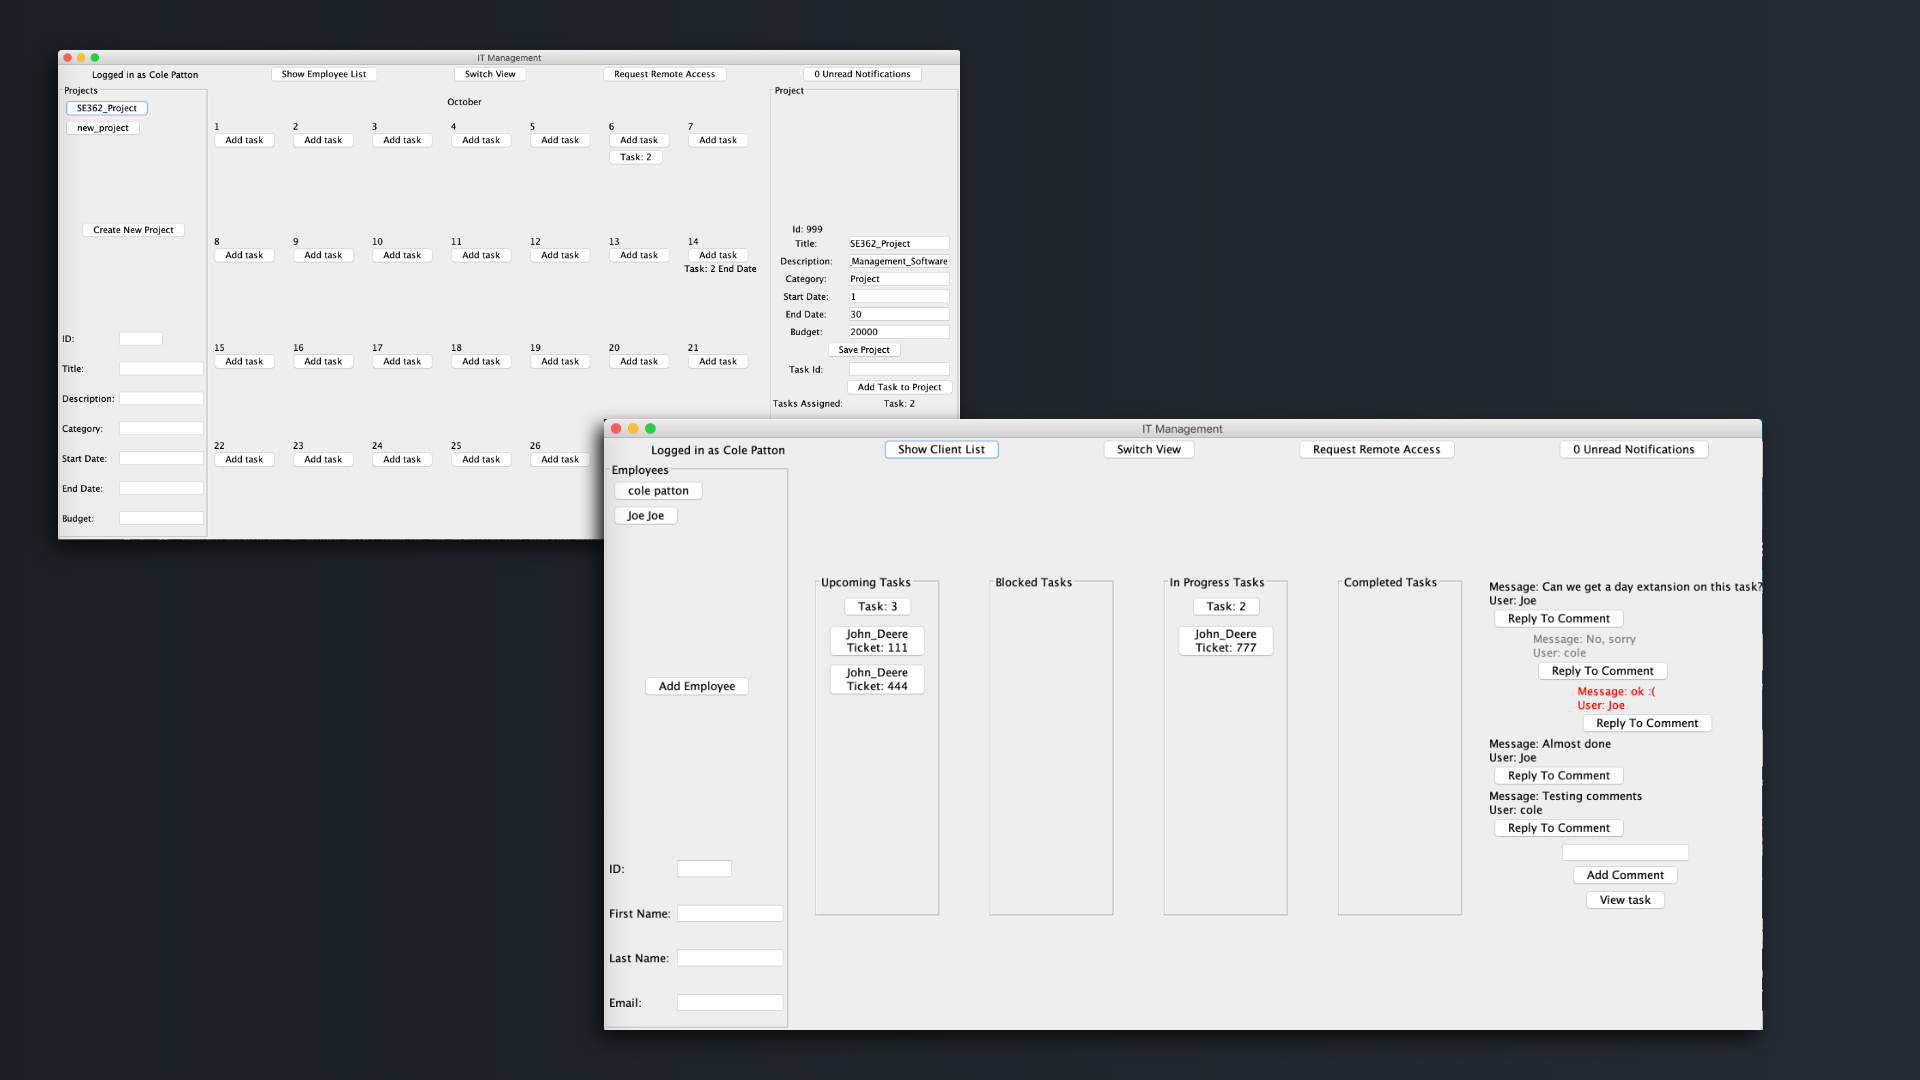 IT Management
Logged in as Cole Patton
Show Employee List
Switch View
Request Remote Access
0 Unread Notifications
Projects
SE362_Project
new_project
Create New Project
ID:
Title:
Description:
Category:
Start Date:
End Date:
Budget:
October
1 2 3 4 5 6 7
Add task Add task Add task Add task Add task Add task Add task
Task: 2
8 9 10 11 12 13 14
Add task Add task Add task Add task Add task Add task Add task
Task: 2 End Date
15 16 17 18 19 20 21
Add task Add task Add task Add task Add task Add task Add task
22 23 24 25 26
Add task Add task Add task Add task Add task
Project
Id: 999
Title: SE362_Project
Description: _Management_Software
Category: Project
Start Date: 1
End Date: 30
Budget: 20000
Save Project
Task Id:
Add Task to Project
Tasks Assigned: Task: 2
IT Management
Logged in as Cole Patton
Show Client List
Switch View
Request Remote Access
0 Unread Notifications
Employees
cole patton
Joe Joe
Add Employee
ID:
First Name:
Last Name:
Email:
Upcoming Tasks
Task: 3
John_Deere
Ticket: 111
John_Deere
Ticket: 444
Blocked Tasks
In Progress Tasks
Task: 2
John_Deere
Ticket: 777
Completed Tasks
Message: Can we get a day extansion on this task?
User: Joe
Reply To Comment
Message: No, sorry
User: cole
Reply To Comment
Message: ok :(
User: Joe
Reply To Comment
Message: Almost done
User: Joe
Reply To Comment
Message: Testing comments
User: cole
Reply To Comment
Add Comment
View task